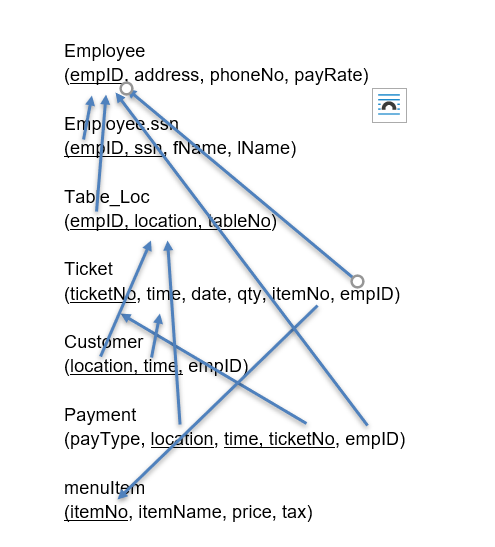 Employee
(empID, address, phoneNo, payRate)
Employee.ssn
(empID, ssn, fName, lName)
Table_Loc
(empID, location, tableNo)
Ticket
(ticketNo, time, date, qty, itemNo, empID)
Customer
(location, time, empID)
Payment
(payType, location, time, ticketNo, empID)
menuItem
(itemNo, itemName, price, tax)